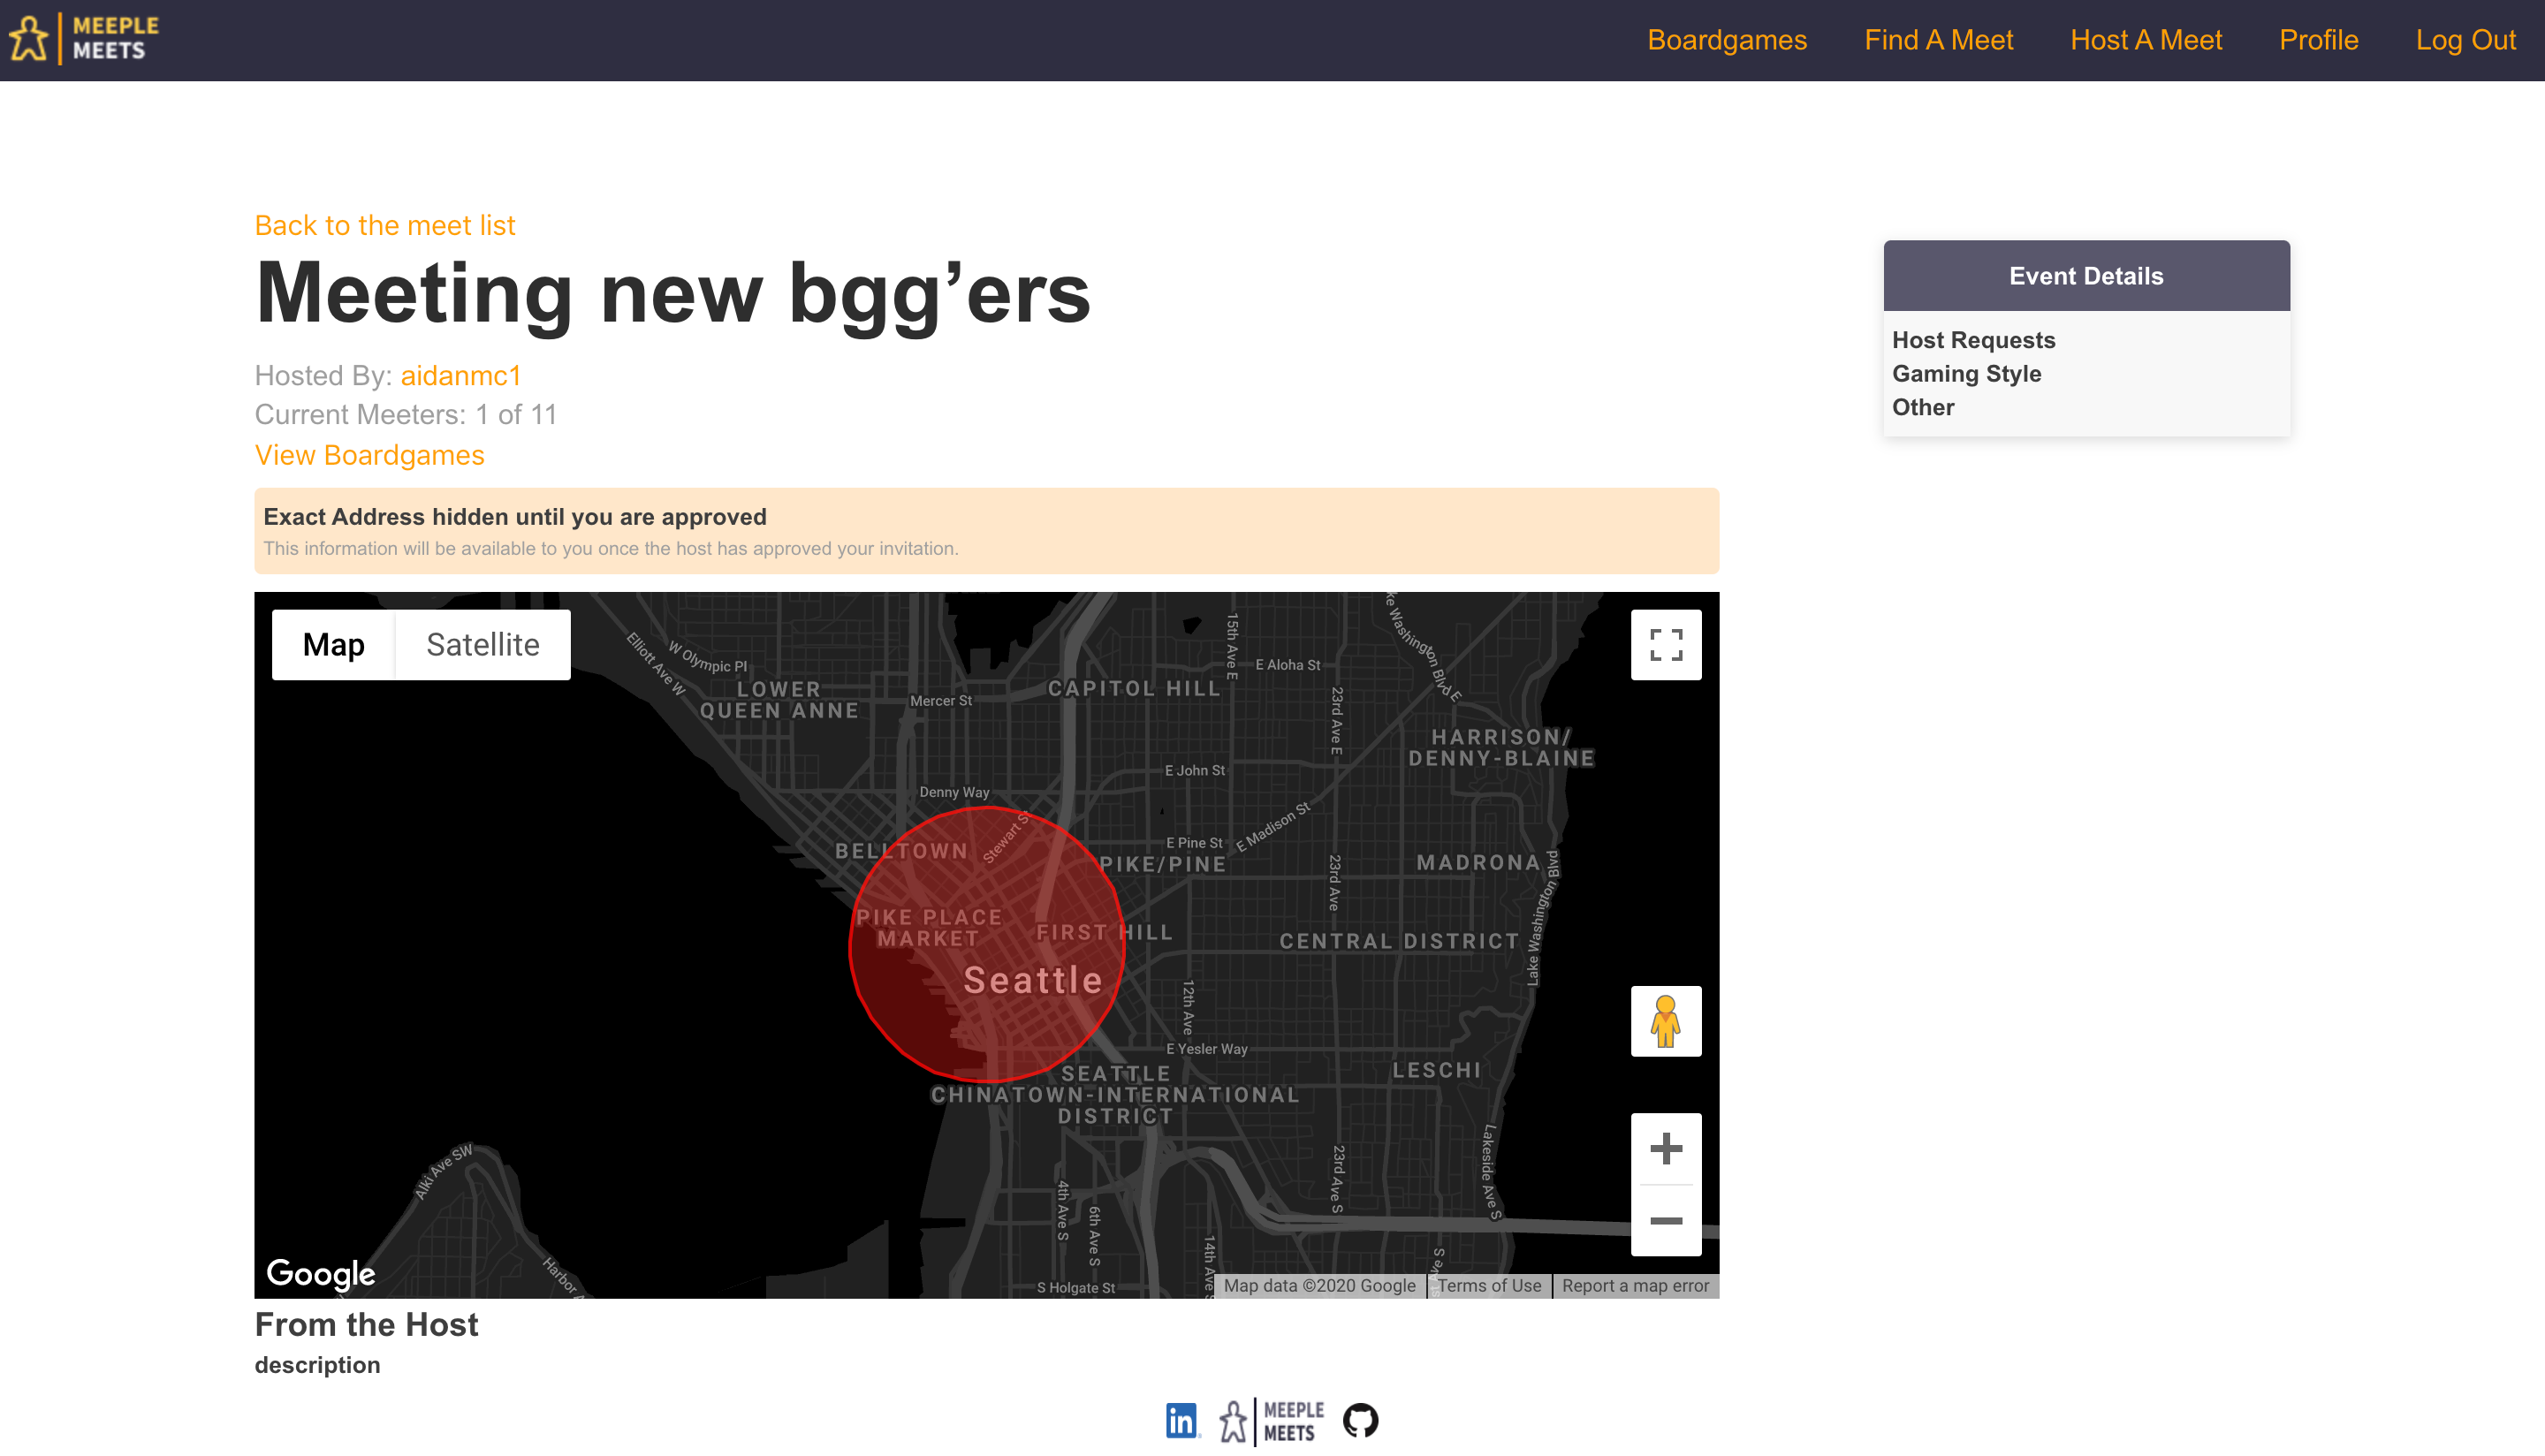 MEEPLE
MEETS
Boardgames
Find A Meet
Host A Meet
Profile
Log Out
Back to the meet list
Meeting new bgg’ers
Hosted By: aidanmc1
Current Meeters: 1 of 11
View Boardgames
Event Details
Host Requests
Gaming Style
Other
Exact Address hidden until you are approved
This information will be available to you once the host has approved your invitation.
Map
Satellite
Elliott Ave W
W Olympic Pl
LOWER
QUEEN ANNE
Mercer St
CAPITOL HILL
15th Ave E
E Aloha St
23rd Ave E
ke Washington Blvd E
HARRISON/
DENNY-BLAINE
E John St
Denny Way
Stewart St
E Madison St
BELLTOWN
E Pine St
PIKE/PINE
23rd Ave
MADRONA
Lake Washington Blvd
PIKE PLACE
MARKET
FIRST HILL
CENTRAL DISTRICT
Seattle
12th Ave
E Yesler Way
LESCHI
SEATTLE
CHINATOWN-INTERNATIONAL
DISTRICT
Alki Ave SW
Harbor A
4th Ave S
6th Ave S
14th Ave S
23rd Ave S
Lakeside Ave S
S Holgate St
st Ave S
Google
Map data ©2020 Google
Terms of Use
Report a map error
From the Host
description
in
MEEPLE
MEETS